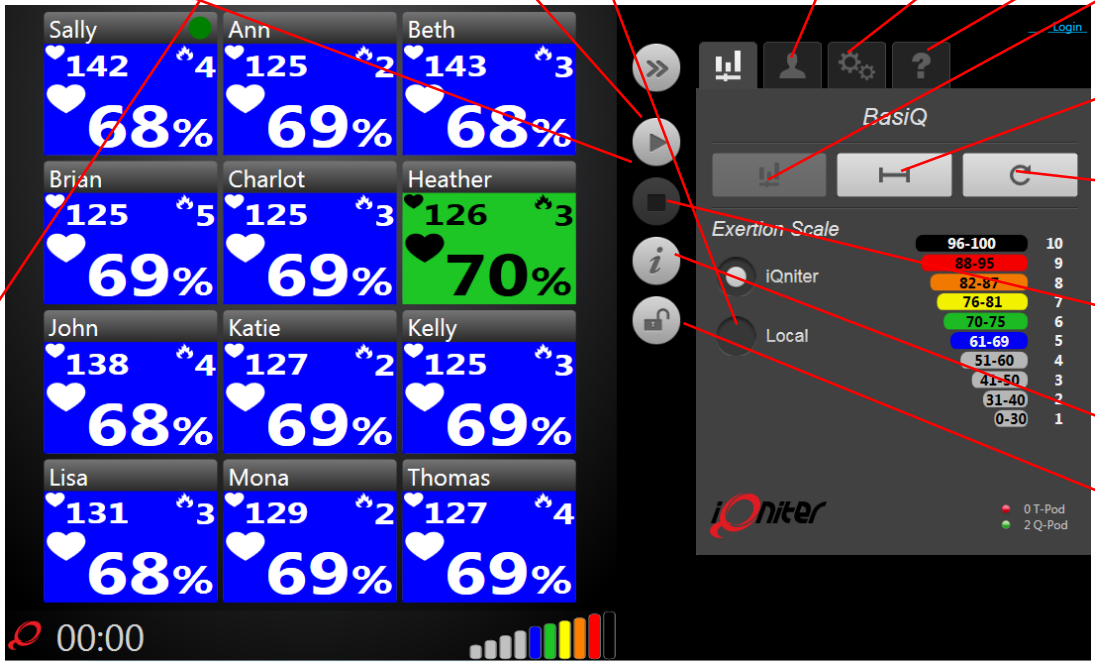 Sally
142 4
68%
Ann
125 2
69%
Beth
143 3
68%
Brian
125 5
69%
Charlot
125 3
69%
Heather
126 3
70%
John
138 4
68%
Katie
127 2
69%
Kelly
125 3
69%
Lisa
131 3
68%
Mona
129 2
69%
Thomas
127 4
69%
00:00
i
Login
?
BasiQ
Exertion Scale
iQniter
Local
96-100 10
88-95 9
82-87 8
76-81 7
70-75 6
61-69 5
51-60 4
41-50 3
31-40 2
0-30 1
iQniter
0 T-Pod
2 Q-Pod